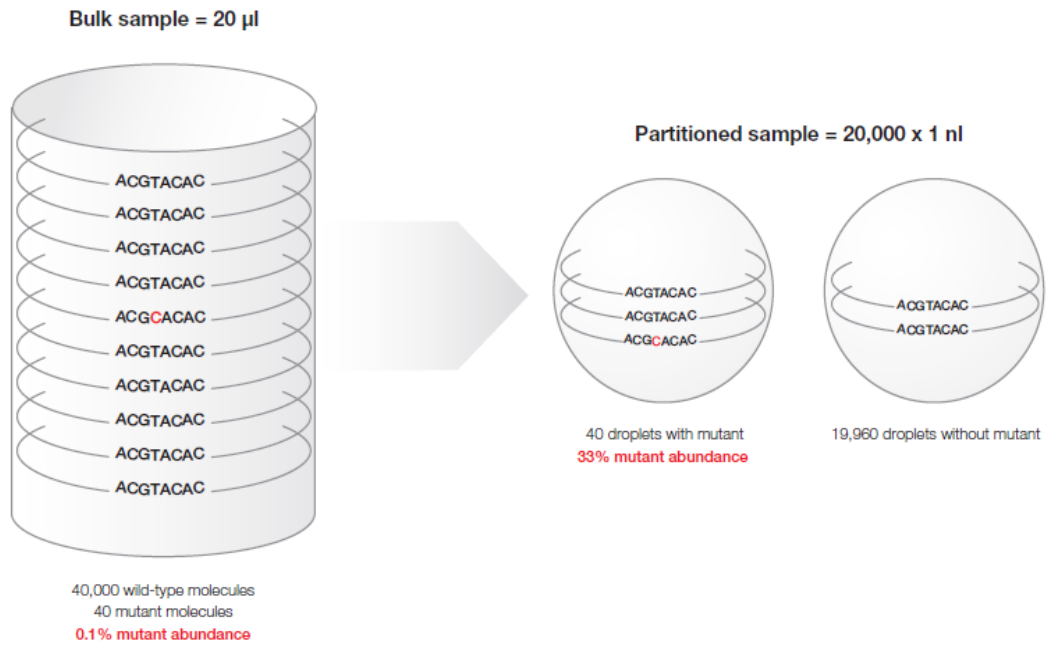 Bulk sample = 20 µl
ACGTACAC
ACGTACAC
ACGTACAC
ACGTACAC
ACGCACAC
ACGTACAC
ACGTACAC
ACGTACAC
ACGTACAC
ACGTACAC
40,000 wild-type molecules
40 mutant molecules
0.1% mutant abundance
Partitioned sample = 20,000 x 1 nl
ACGTACAC
ACGTACAC
ACGCACAC
40 droplets with mutant
33% mutant abundance
ACGTACAC
ACGTACAC
19,960 droplets without mutant